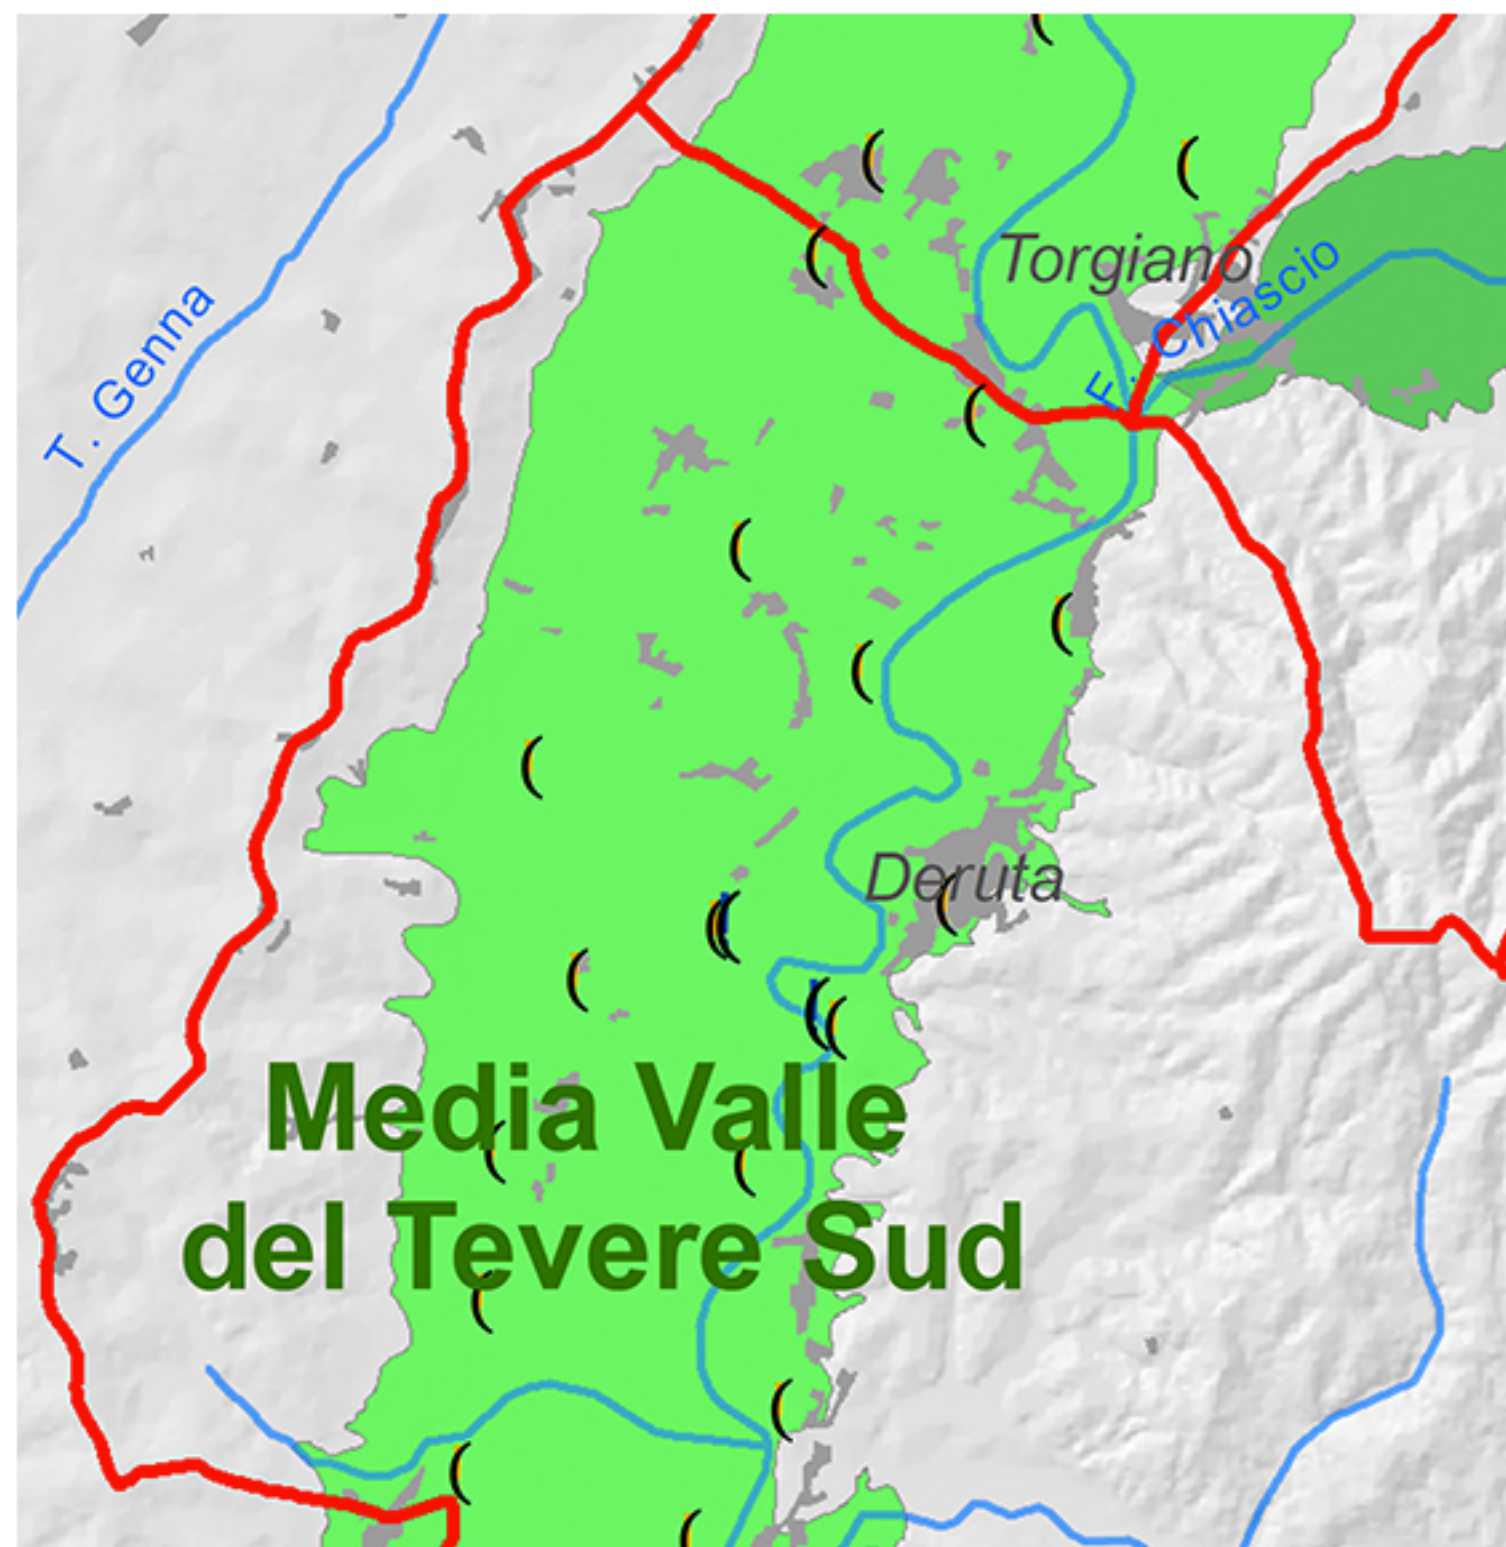 Torgiano
F. Chiascio
T. Genna
Deruta
Media Valle
del Tevere Sud